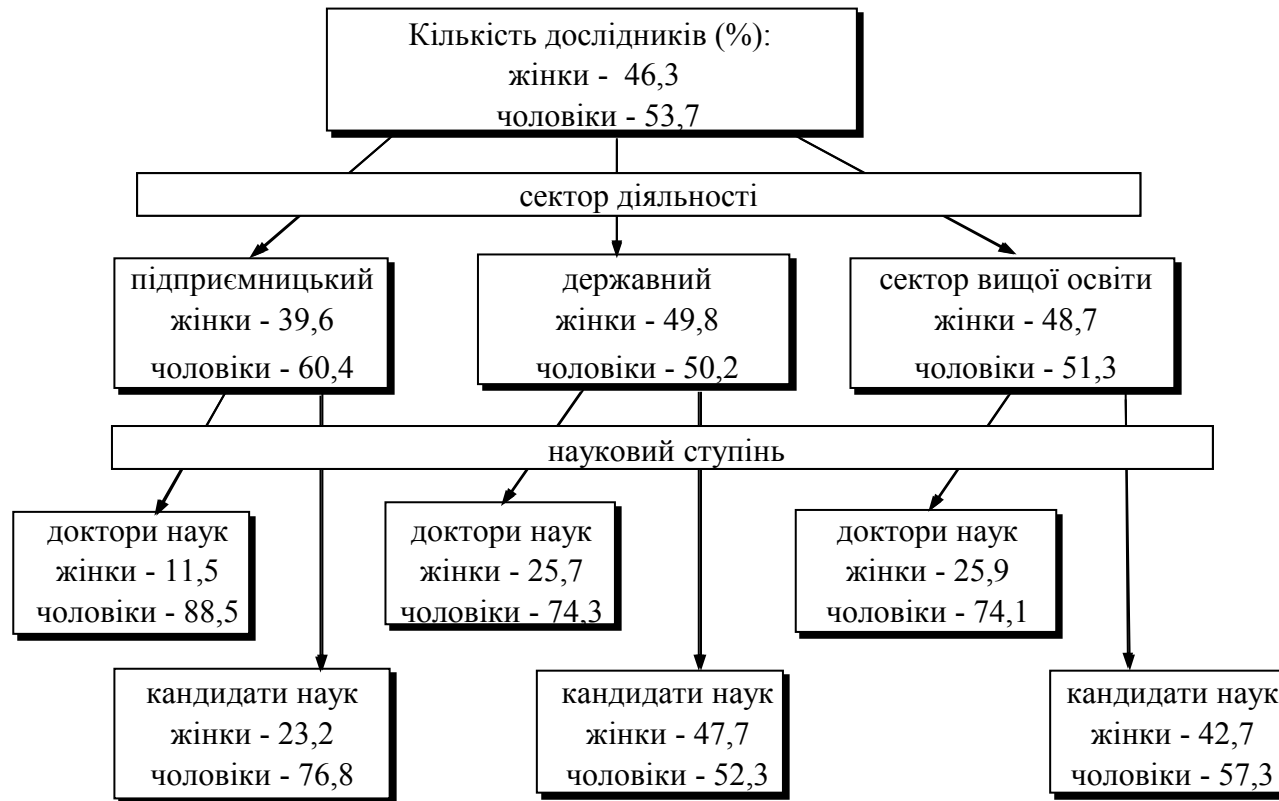 Кількість дослідників (%):
жінки - 46,3
чоловіки - 53,7
сектор діяльності
підприємницький
жінки - 39,6
чоловіки - 60,4
державний
жінки - 49,8
чоловіки - 50,2
сектор вищої освіти
жінки - 48,7
чоловіки - 51,3
науковий ступінь
доктори наук
жінки - 11,5
чоловіки - 88,5
доктори наук
жінки - 25,7
чоловіки - 74,3
доктори наук
жінки - 25,9
чоловіки - 74,1
кандидати наук
жінки - 23,2
чоловіки - 76,8
кандидати наук
жінки - 47,7
чоловіки - 52,3
кандидати наук
жінки - 42,7
чоловіки - 57,3